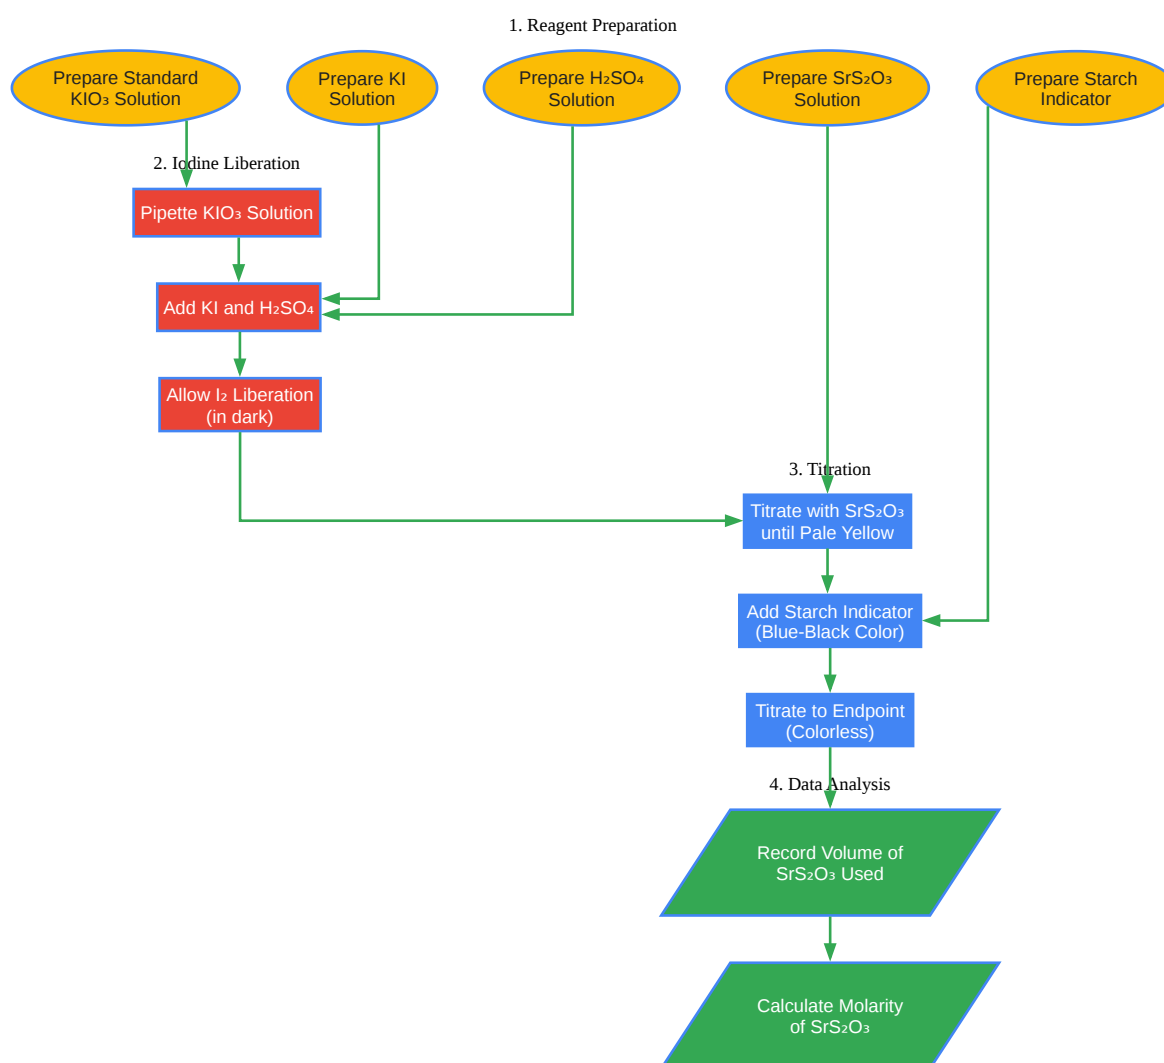 1. Reagent Preparation
Prepare Standard
KIO₃ Solution
Prepare KI
Solution
Prepare H₂SO₄
Solution
Prepare SrS₂O₃
Solution
Prepare Starch
Indicator
2. Iodine Liberation
Pipette KIO₃ Solution
Add KI and H₂SO₄
Allow I₂ Liberation
(in dark)
3. Titration
Titrate with SrS₂O₃
until Pale Yellow
Add Starch Indicator
(Blue-Black Color)
Titrate to Endpoint
(Colorless)
4. Data Analysis
Record Volume of
SrS₂O₃ Used
Calculate Molarity
of SrS₂O₃